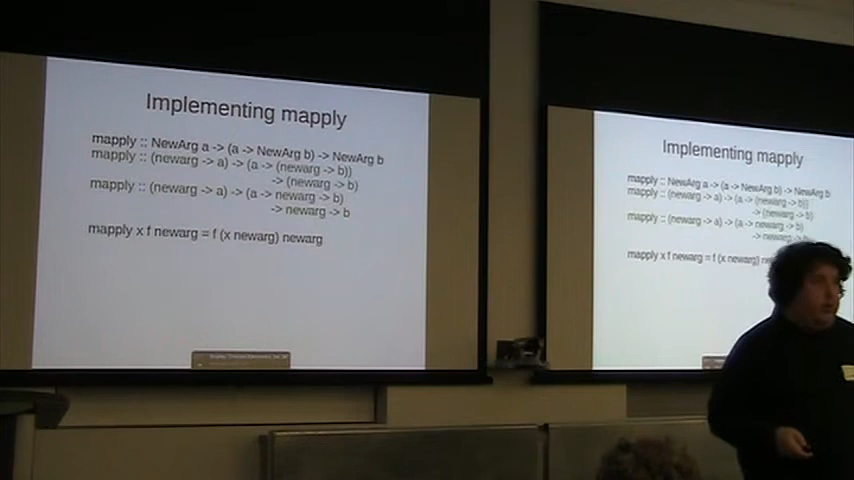 Implementing mapply
mapply :: NewArg a -> (a -> NewArg b) -> NewArg b
mapply :: (newarg -> a) -> (a -> (newarg -> b))
-> (newarg -> b)
mapply :: (newarg -> a) -> (a -> newarg -> b)
-> newarg -> b
mapply x f newarg = f (x newarg) newarg
Implementing mapply
mapply :: NewArg a -> (a -> NewArg b) -> NewArg b
mapply :: (newarg -> a) -> (a -> (newarg -> b))
-> (newarg -> b)
mapply :: (newarg -> a) -> (a -> newarg -> b)
-> newarg
mapply x f newarg = f (x newarg)